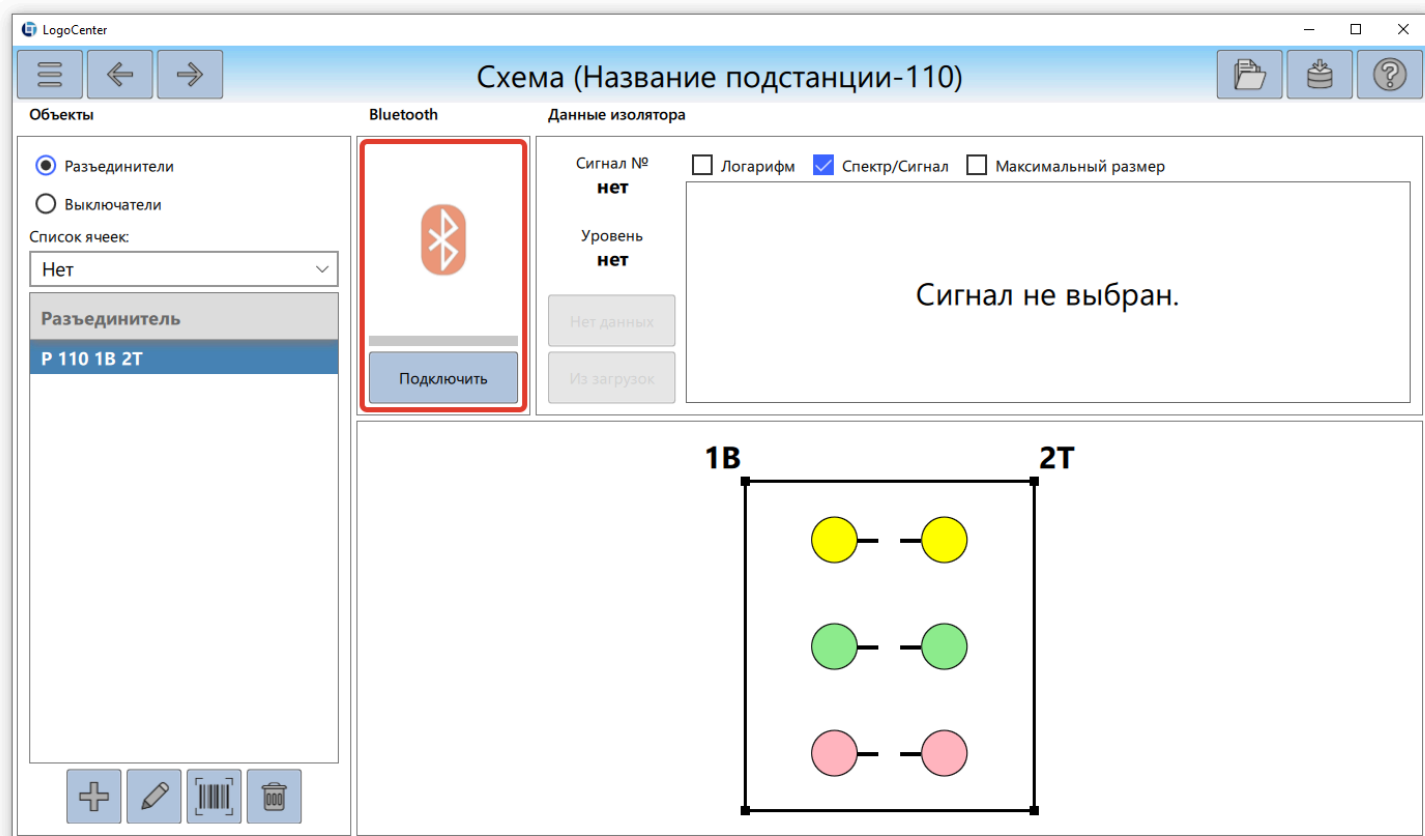 LogoCenter
Схема (Название подстанции-110)
Объекты
Bluetooth
Данные изолятора
Разъединители
Выключатели
Список ячеек:
Нет
Разъединитель
Р 110 1В 2Т
Подключить
Сигнал №
нет
Уровень
нет
Нет данных
Из загрузок
Логарифм
Спектр/Сигнал
Максимальный размер
Сигнал не выбран.
1В
2Т